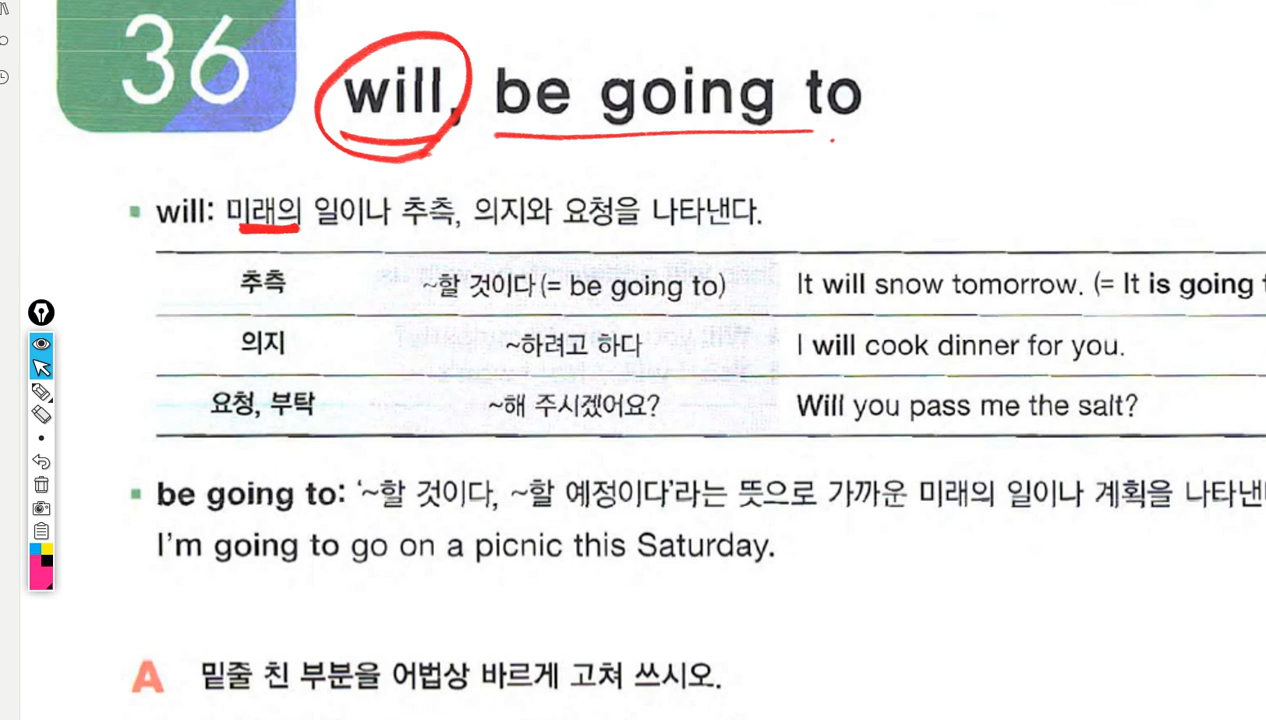 36
will, be going to
will: 미래의 일이나 추측, 의지와 요청을 나타낸다.
추측 ~할 것이다(= be going to) It will snow tomorrow. (= It is going
의지 ~하려고 하다 I will cook dinner for you.
요청, 부탁 ~해 주시겠어요? Will you pass me the salt?
be going to: ‘~할 것이다, ~할 예정이다’라는 뜻으로 가까운 미래의 일이나 계획을 나타낸
I'm going to go on a picnic this Saturday.
A 밑줄 친 부분을 어법상 바르게 고쳐 쓰시오.